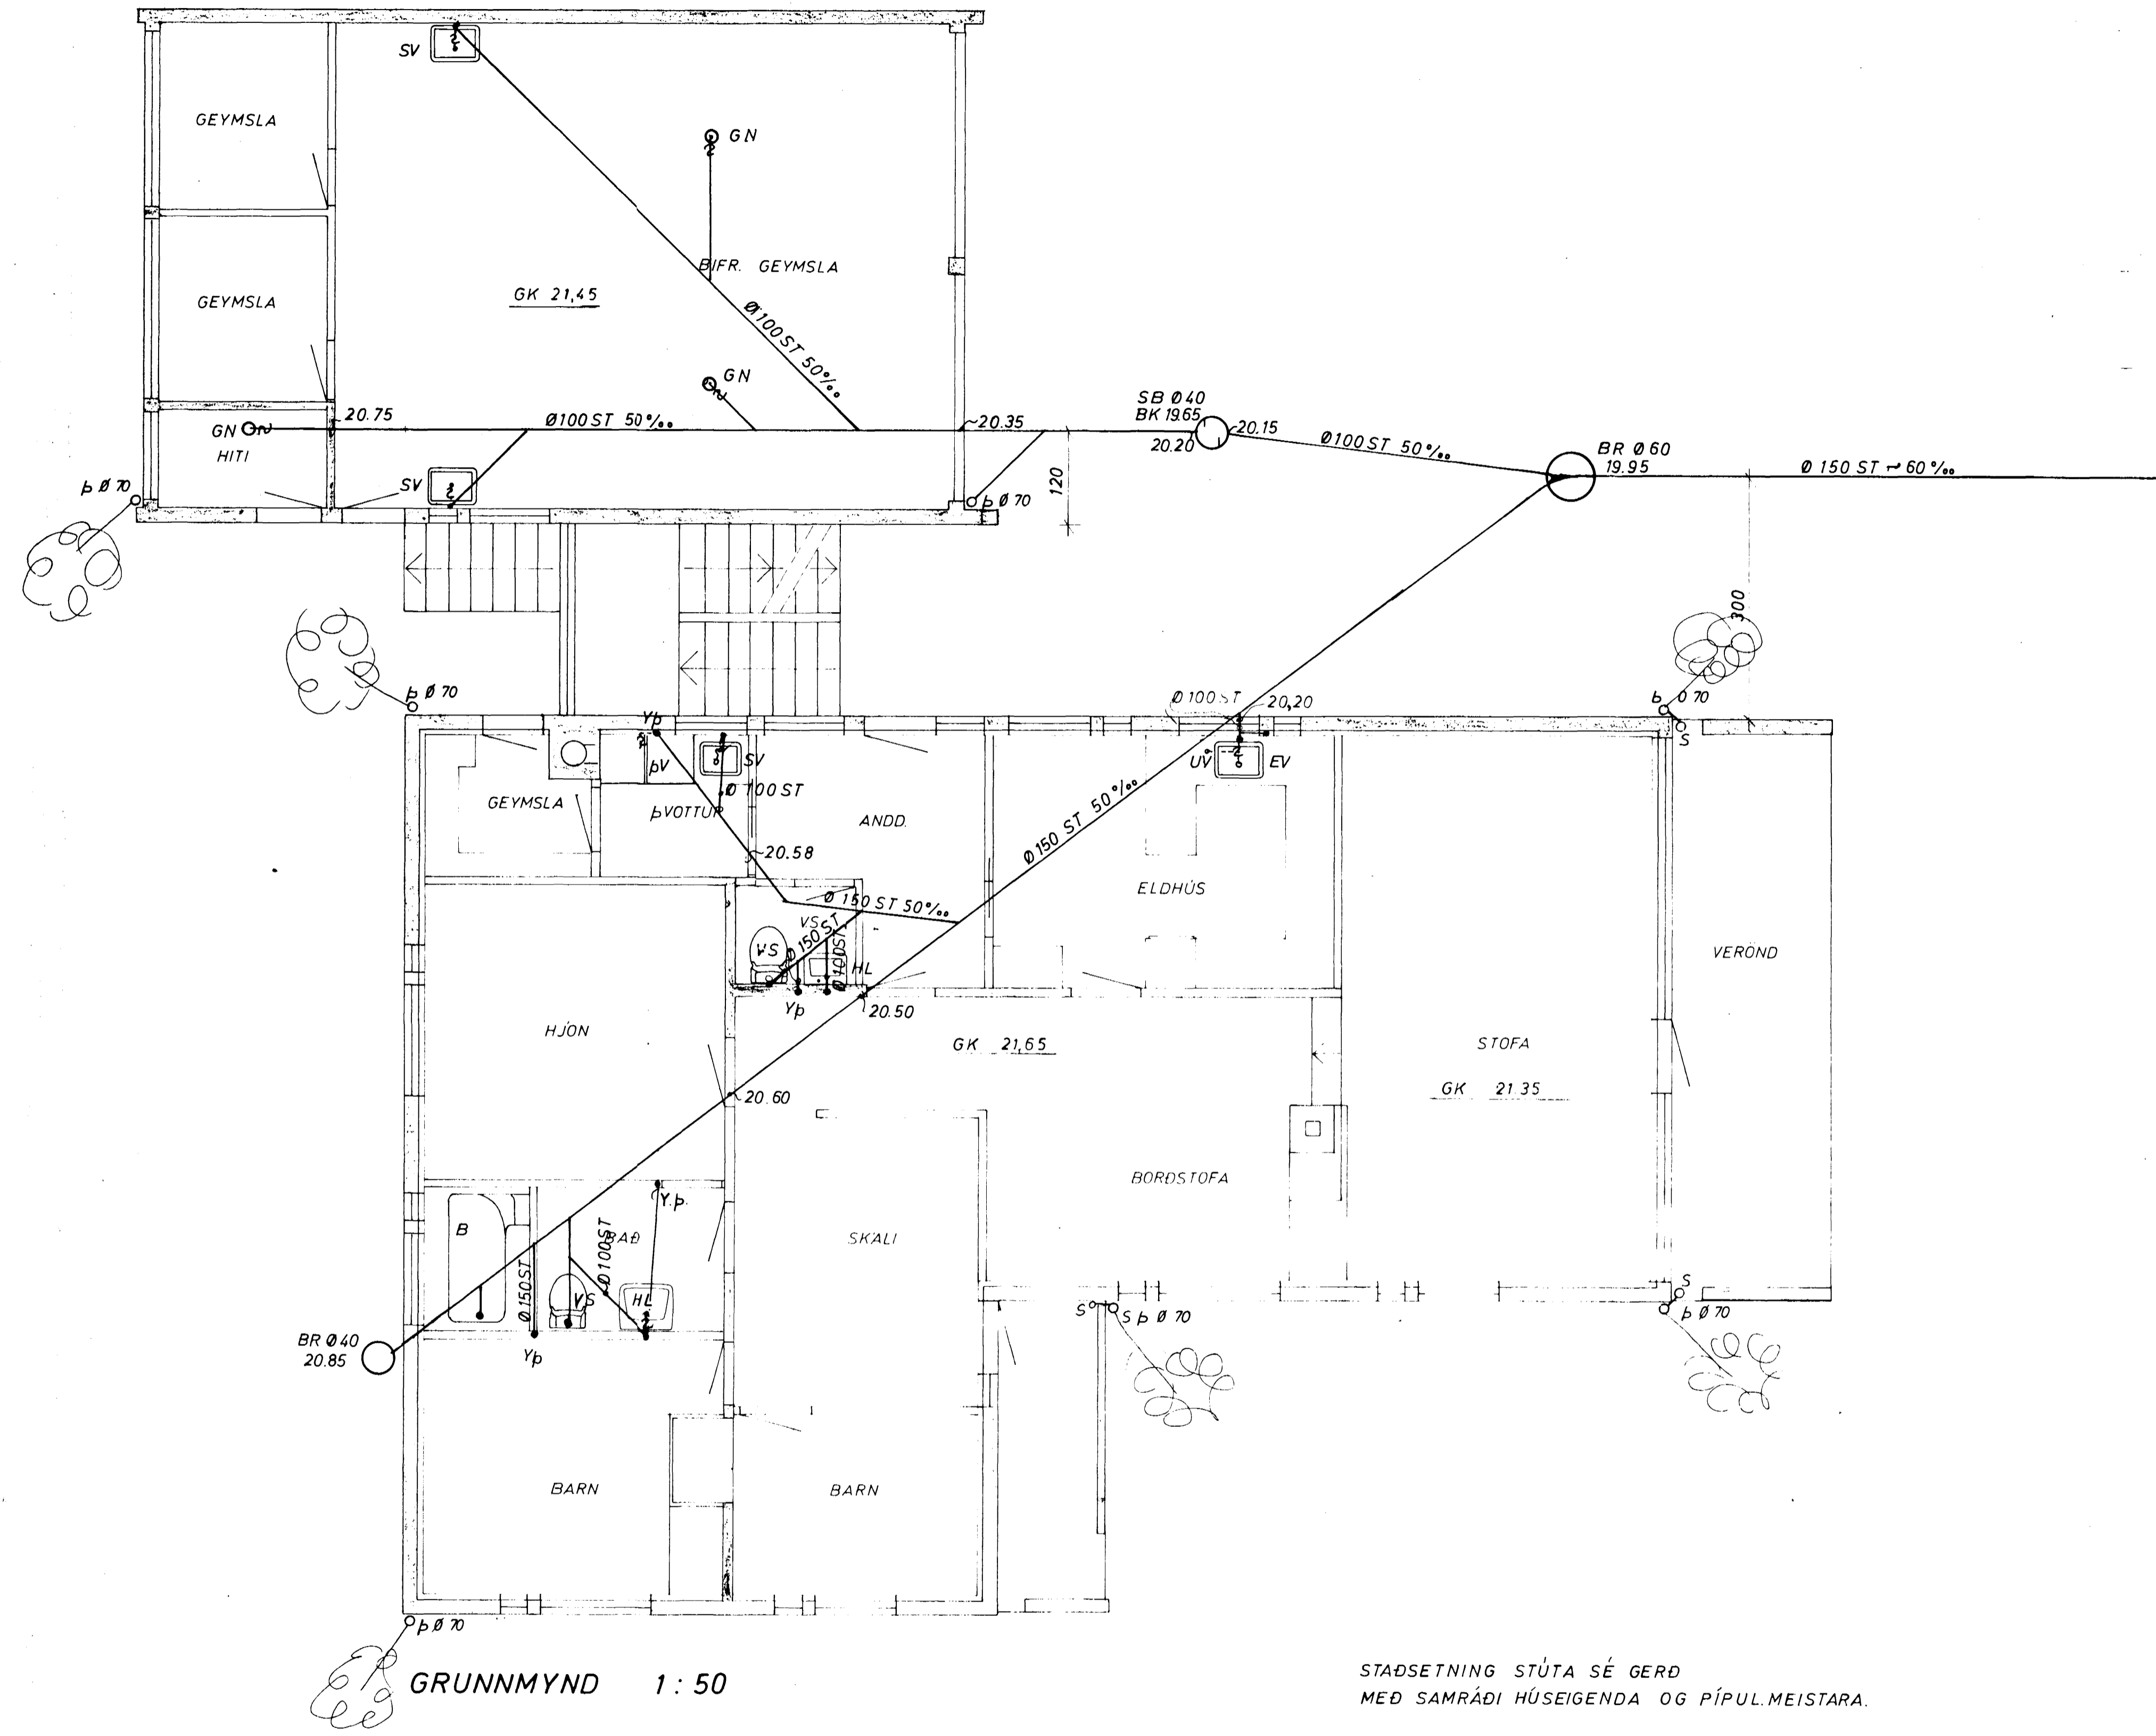 SV
GEYMSLA
GN
BIFR. GEYMSLA
GEYMSLA
GK 21,45
Ø100 ST 50‰
GN
SB Ø40
BK 19.65
20.75
Ø100 ST 50‰
20.35
20.20
20.15
Ø100 ST 50‰
BR Ø60
19.95
Ø 150 ST ~ 60‰
GN
HITI
SV
120
þ Ø 70
þ Ø 70
300
þ Ø 70
Ø 100 ST
20,20
þ Ø 70
S
Yþ
þV
SV
UV
EV
Ø 100 ST
GEYMSLA
ÞVOTTUR
ANDD.
Ø 150 ST 50‰
20.58
ELDHÚS
Ø 150 ST 50‰
VS
VS
Ø 150 ST
Ø 100 ST
HL
VERÖND
Yþ
20.50
HJÓN
GK 21,65
STOFA
GK 21.35
20.60
BORÐSTOFA
Y.þ.
B
BAÐ
Ø100 ST
SKÁLI
Ø 150 ST
VS
HL
S
þ Ø 70
S
S þ Ø 70
BR Ø40
20.85
Yþ
BARN
BARN
þ Ø 70
GRUNNMYND 1 : 50
STAÐSETNING STÚTA SÉ GERÐ
MEÐ SAMRÁÐI HÚSEIGENDA OG PÍPUL.MEISTARA.